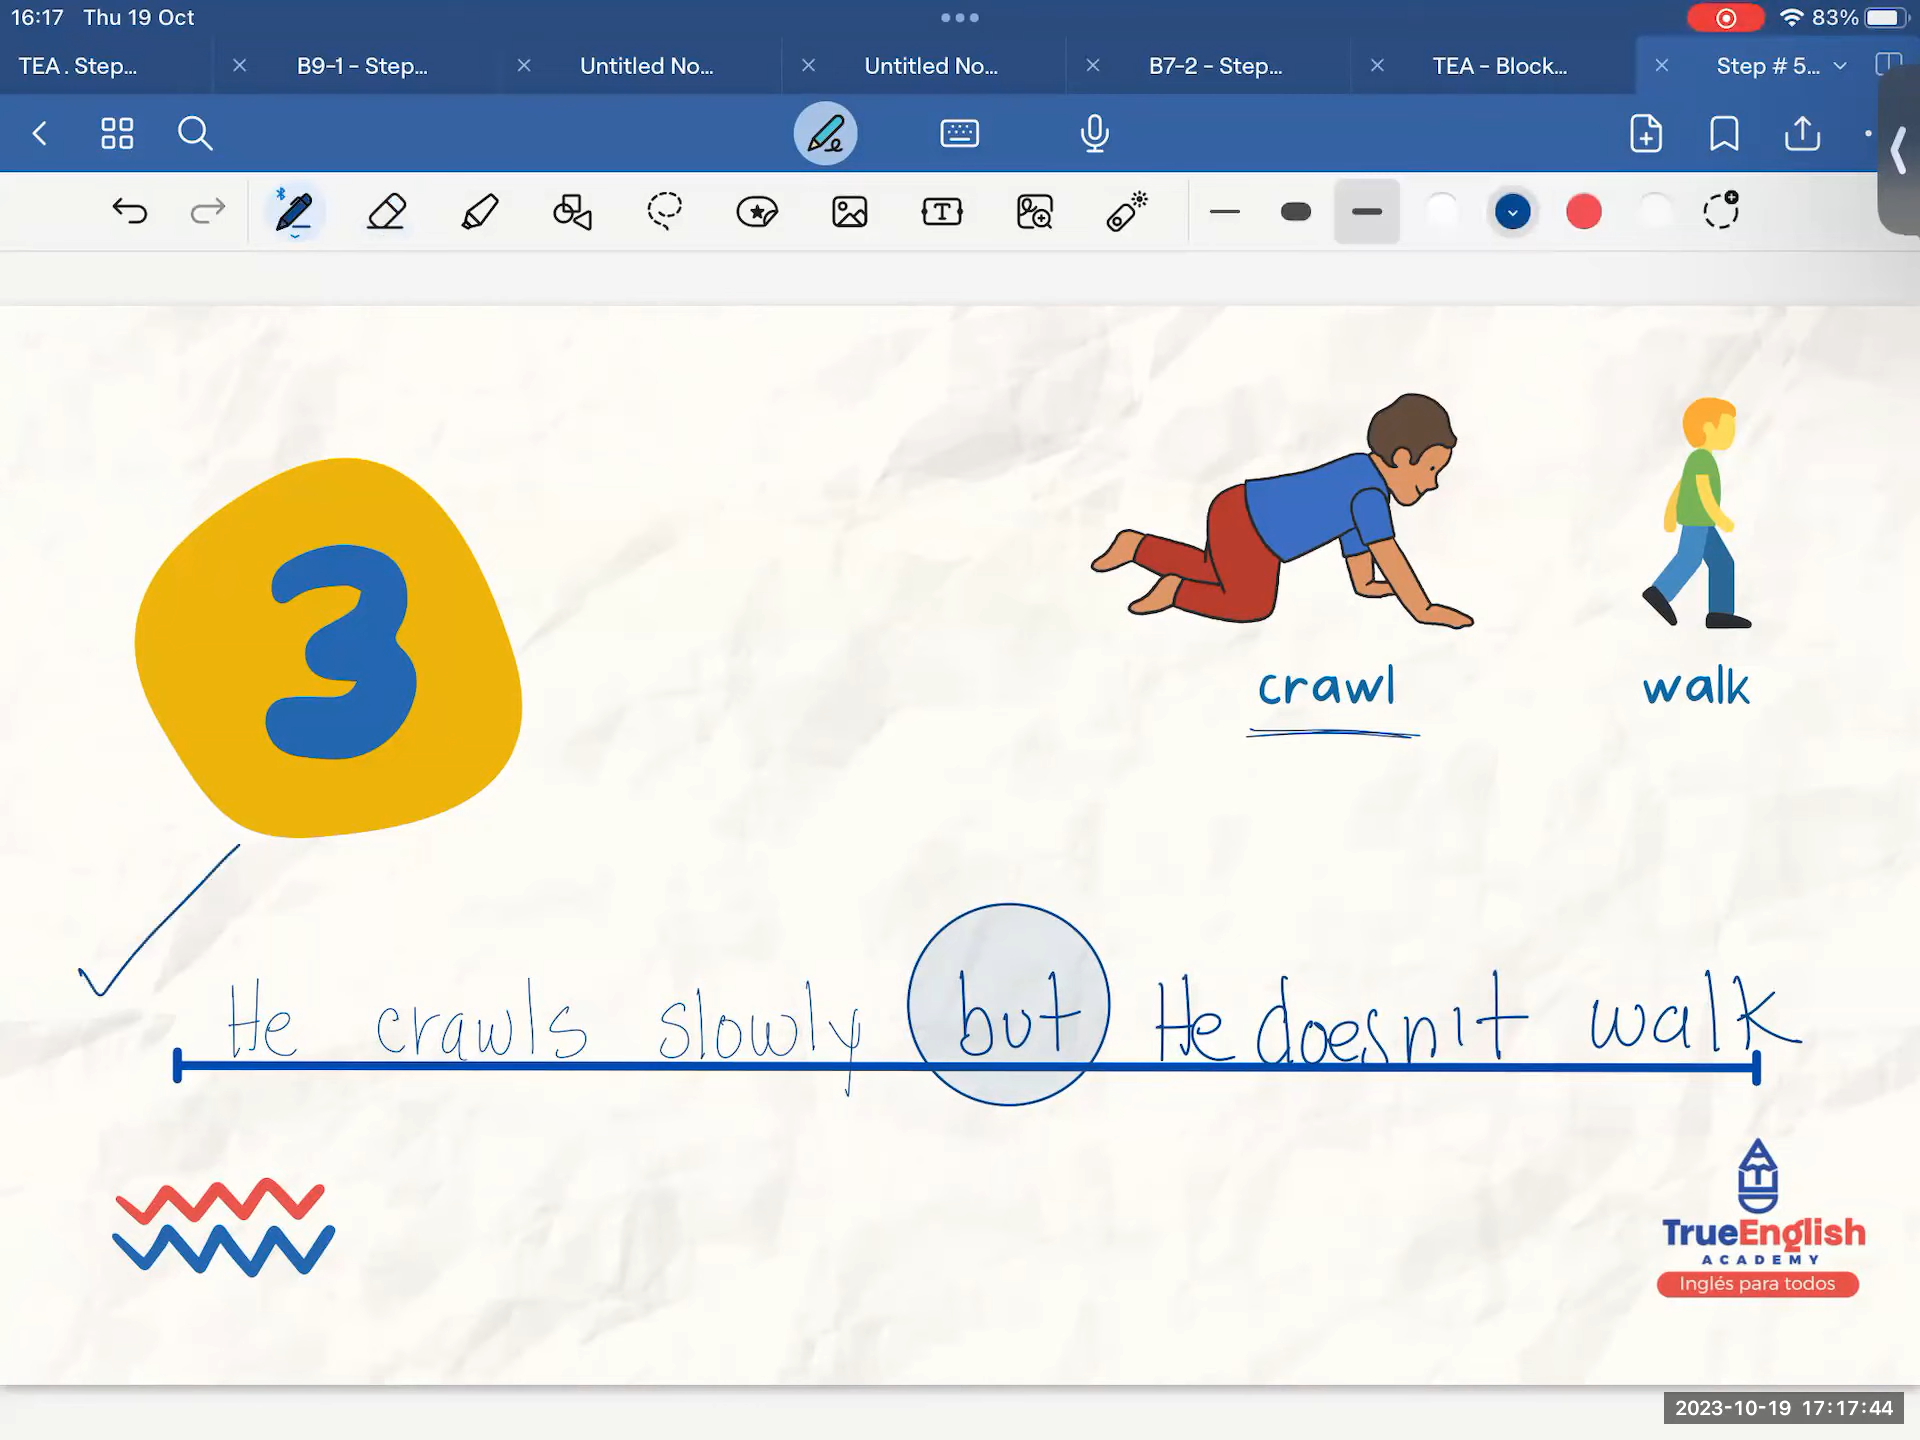 16:17 Thu 19 Oct 83%
TEA . Step... B9-1 - Step... Untitled No... Untitled No... B7-2 - Step... TEA - Block... Step # 5...
3
crawl walk
He crawls slowly but He doesn't walk
TrueEnglish
ACADEMY
Inglés para todos
2023-10-19 17:17:44